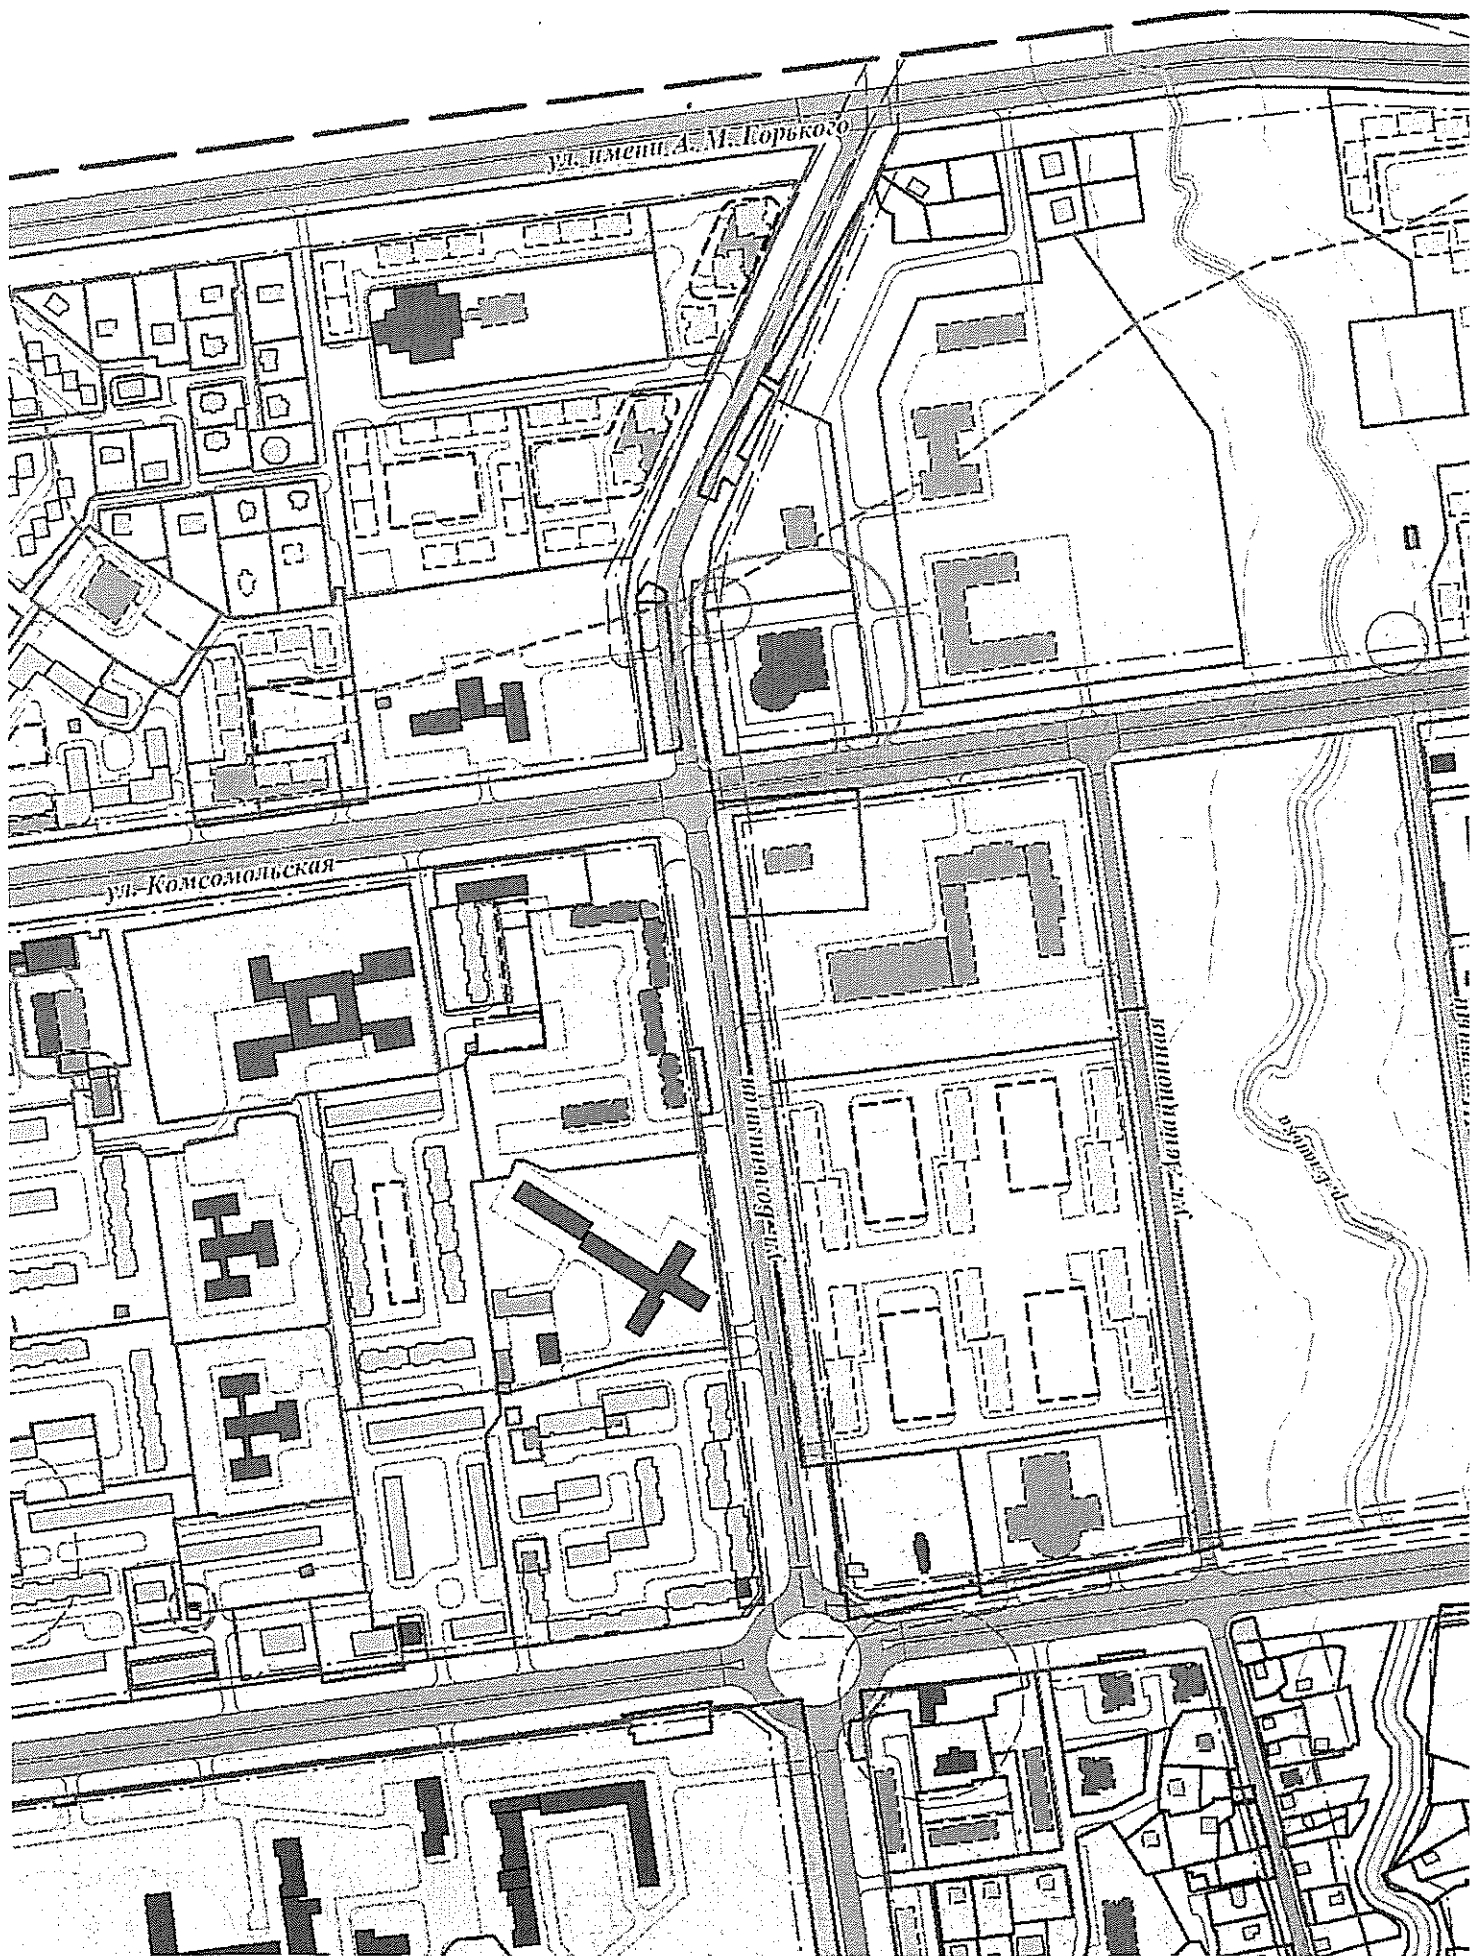 ул. имени А. М. Горького
ул. Комсомольская
ул. Больничная
ул. Авиационная